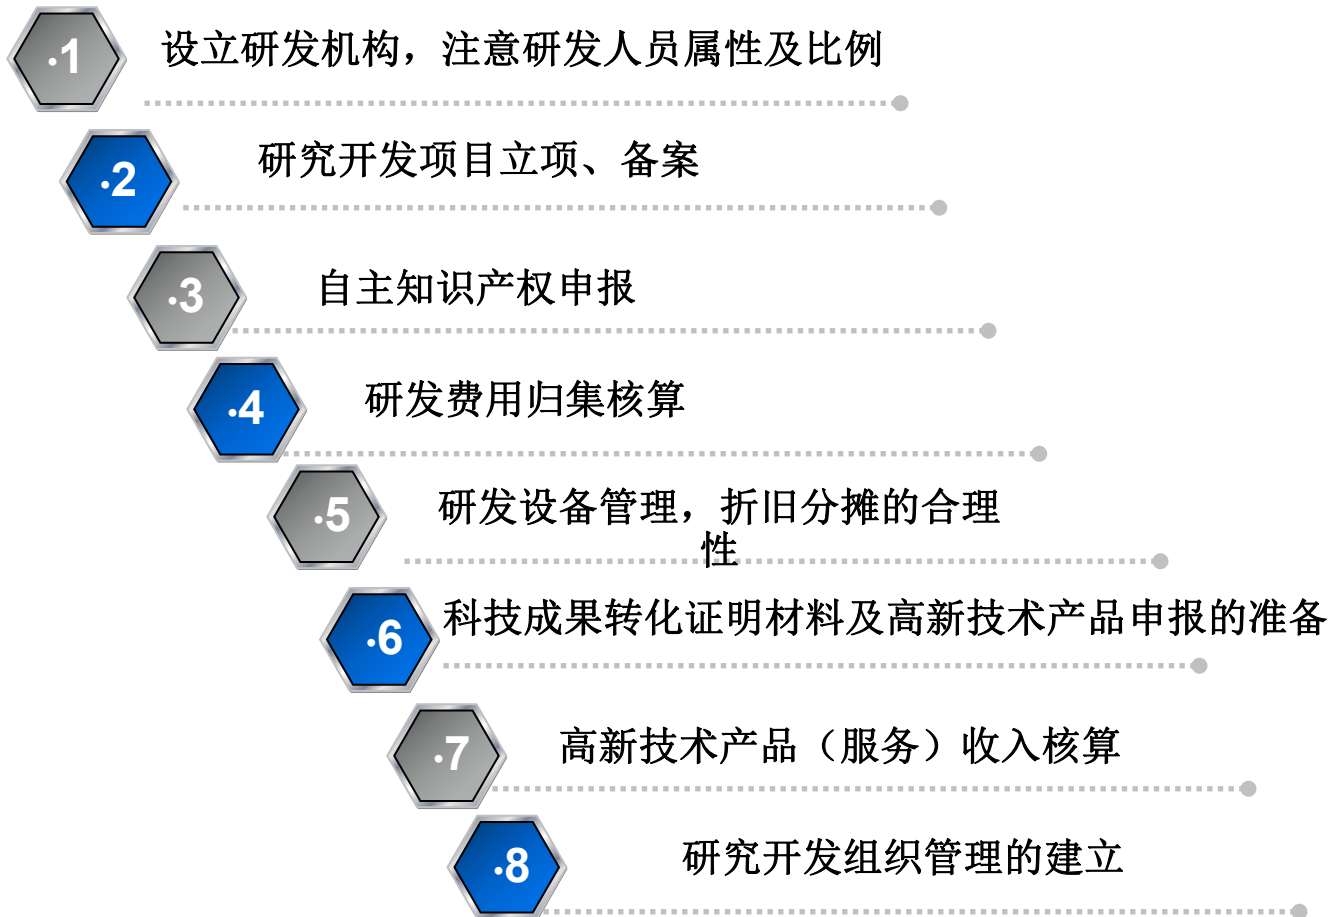 ·1 设立研发机构，注意研发人员属性及比例
·2 研究开发项目立项、备案
·3 自主知识产权申报
·4 研发费用归集核算
·5 研发设备管理，折旧分摊的合理
性
·6 科技成果转化证明材料及高新技术产品申报的准备
·7 高新技术产品（服务）收入核算
·8 研究开发组织管理的建立